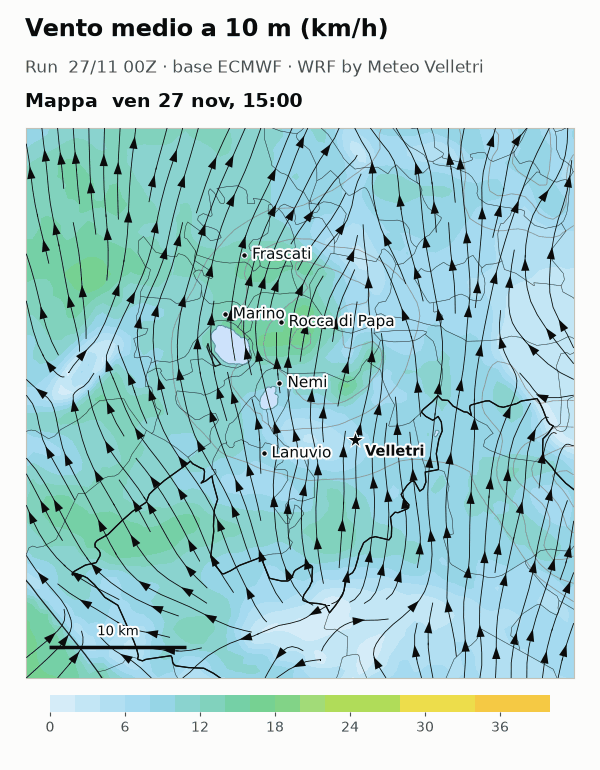 Vento medio a 10 m (km/h)
Run 27/11 00Z · base ECMWF · WRF by Meteo Velletri
Mappa ven 27 nov, 15:00
Frascati
Marino
Rocca di Papa
Nemi
Velletri
Lanuvio
10 km
0 6 12 18 24 30 36